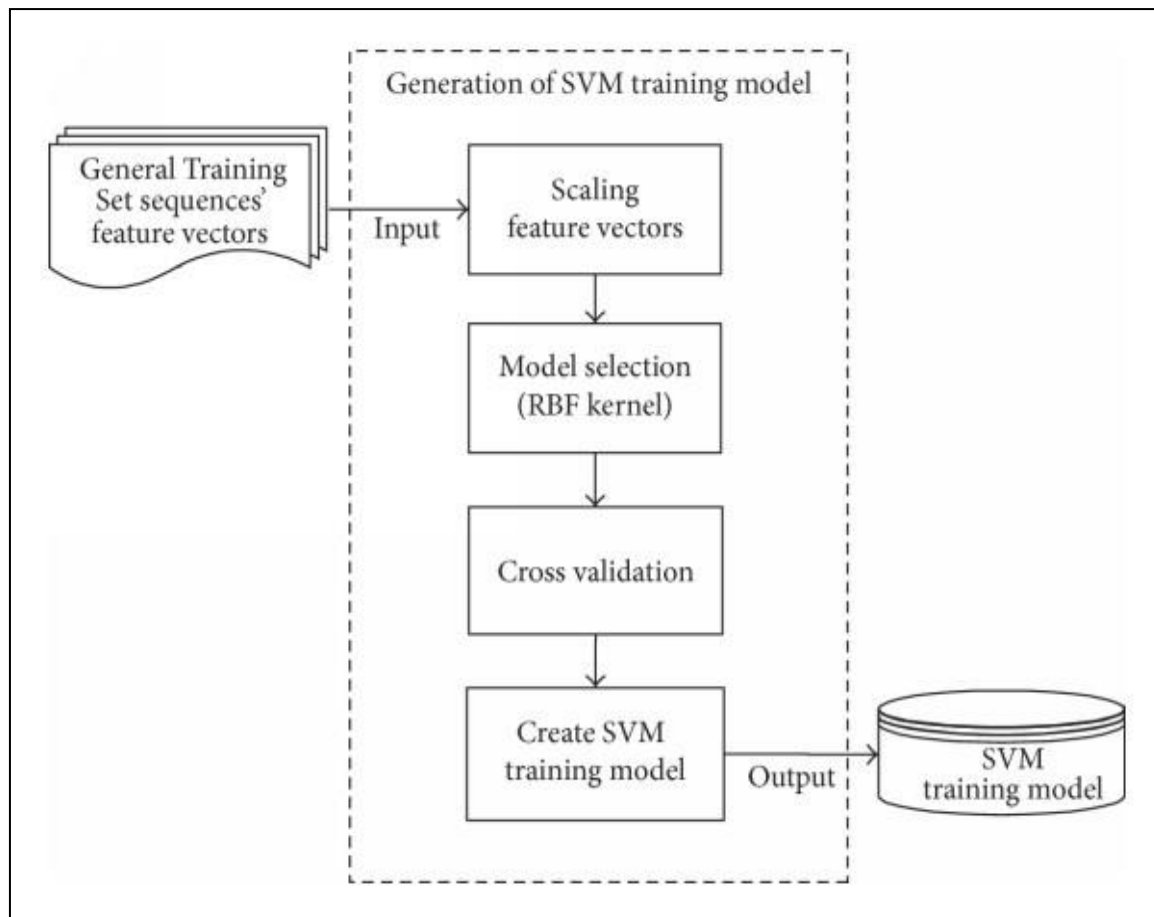 Generation of SVM training model
General Training
Set sequences’
feature vectors
Input
Scaling
feature vectors
Model selection
(RBF kernel)
Cross validation
Create SVM
training model
Output
SVM
training model